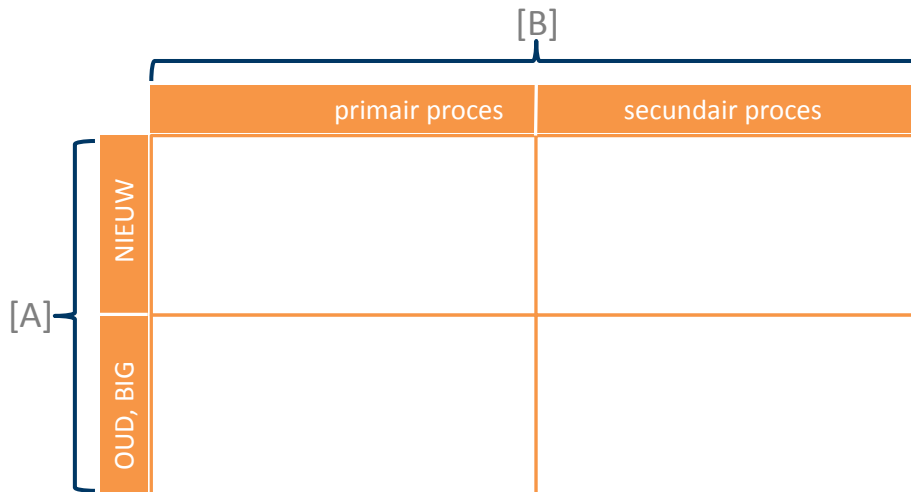 [B]
primair proces
secundair proces
NIEUW
[A]
OUD, BIG